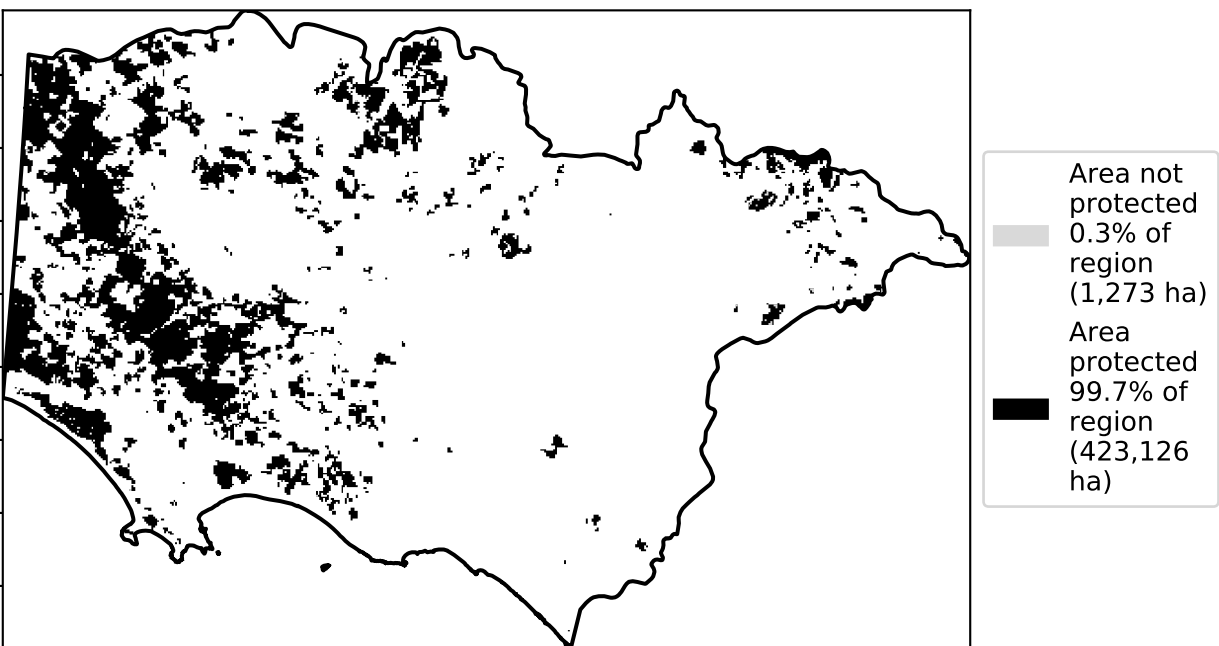 Area not
protected
0.3% of
region
(1,273 ha)
Area
protected
99.7% of
region
(423,126
ha)